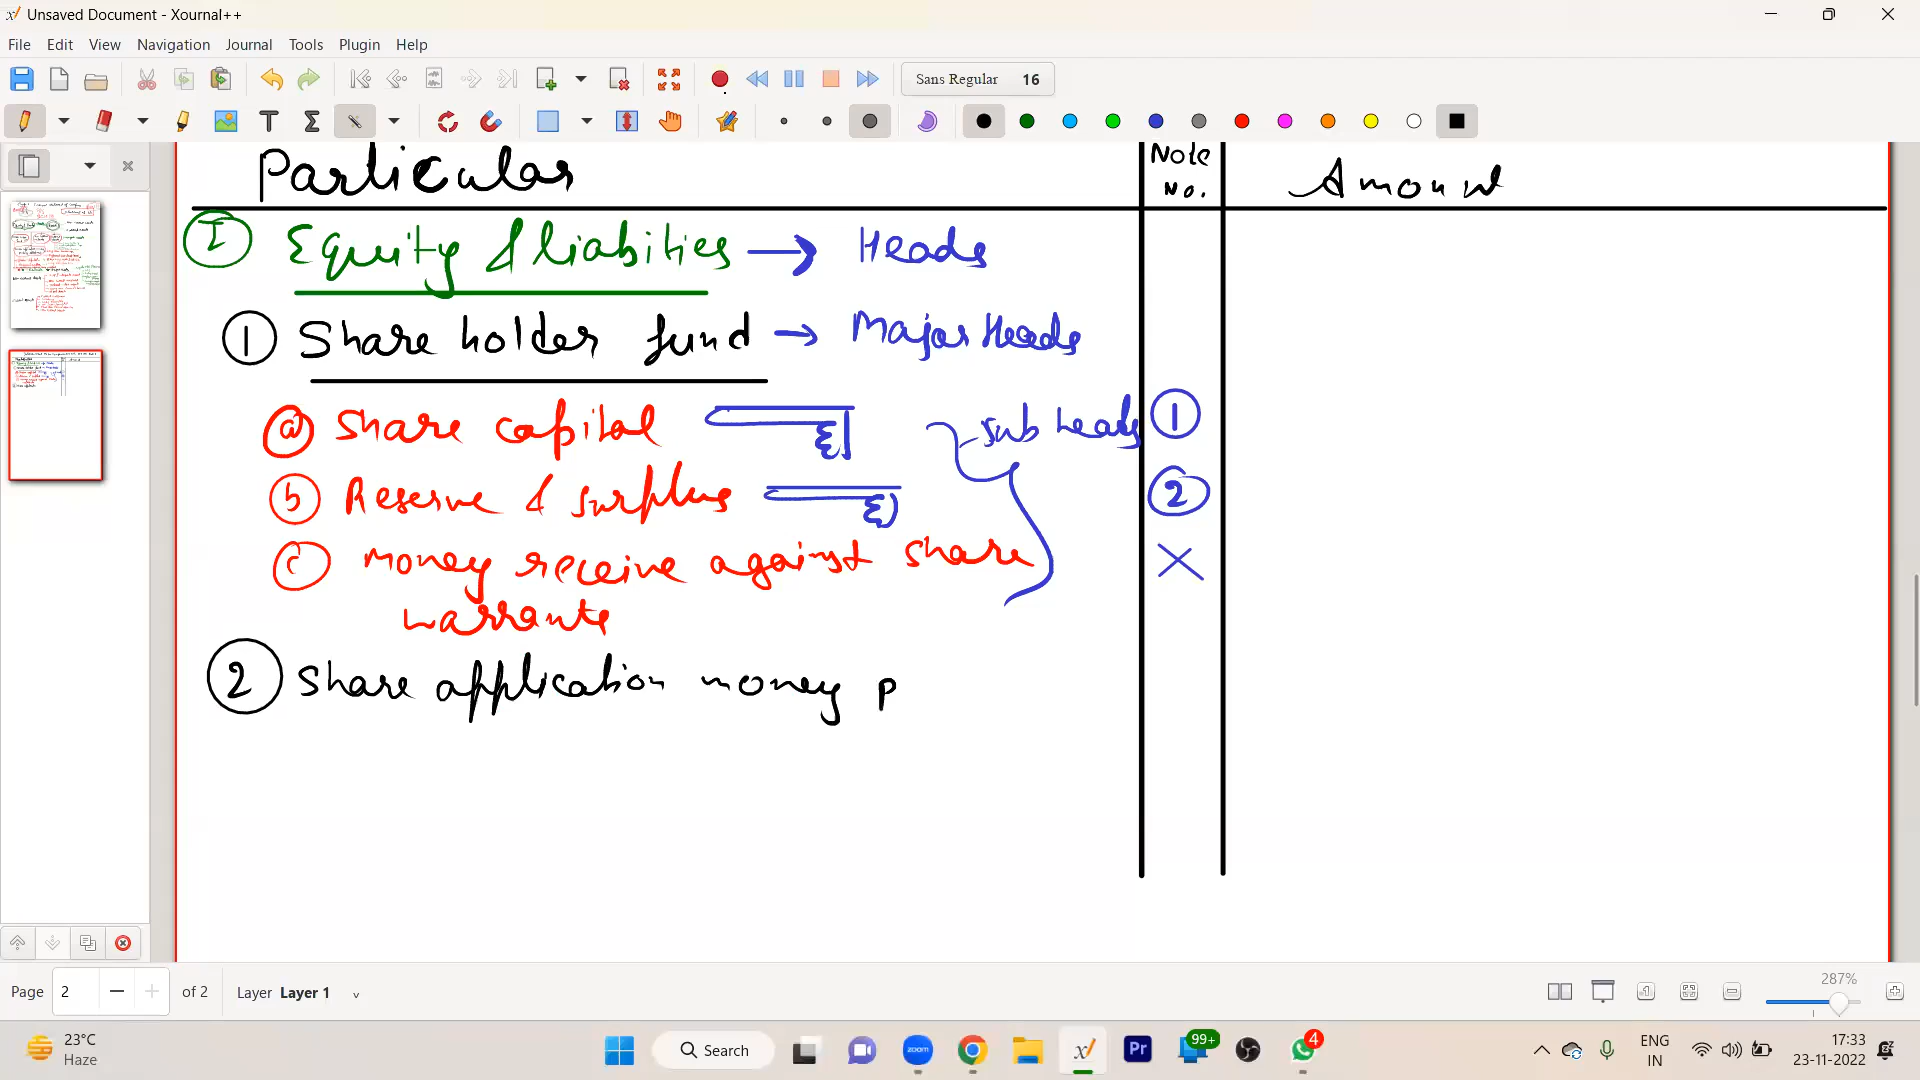 Unsaved Document - Xournal++
File Edit View Navigation Journal Tools Plugin Help
Sans Regular 16
Particular
Note
No.
Amount
I Equity & liabities → Heads
1 Share holder fund → Major Heads
a Share capital
sub heads
1
b Reserve & surplus
2
c money receive against share
warrants
2 Share application money p
Page 2 of 2 Layer Layer 1
287%
23°C
Haze
Search
99+
4
ENG
IN
17:33
23-11-2022